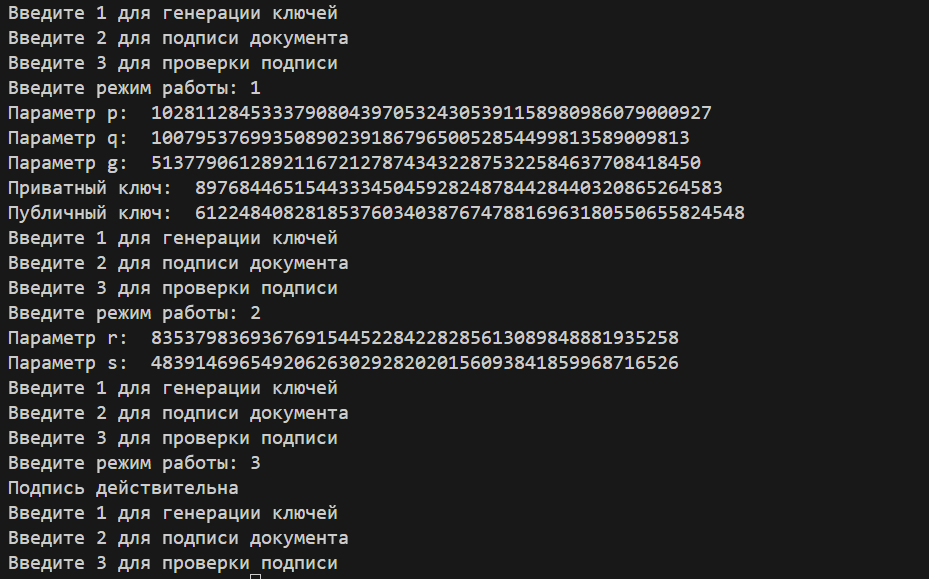 Введите 1 для генерации ключей
Введите 2 для подписи документа
Введите 3 для проверки подписи
Введите режим работы: 1
Параметр p:  102811284533379080439705324305391158980986079000927
Параметр q:  1007953769935089023918679650052854499813589009813
Параметр g:  51377906128921167212787434322875322584637708418450
Приватный ключ:  897684465154433345045928248784428440320865264583
Публичный ключ:  61224840828185376034038767478816963180550655824548
Введите 1 для генерации ключей
Введите 2 для подписи документа
Введите 3 для проверки подписи
Введите режим работы: 2
Параметр r:  835379836936769154452284228285613089848881935258
Параметр s:  483914696549206263029282020156093841859968716526
Введите 1 для генерации ключей
Введите 2 для подписи документа
Введите 3 для проверки подписи
Введите режим работы: 3
Подпись действительна
Введите 1 для генерации ключей
Введите 2 для подписи документа
Введите 3 для проверки подписи